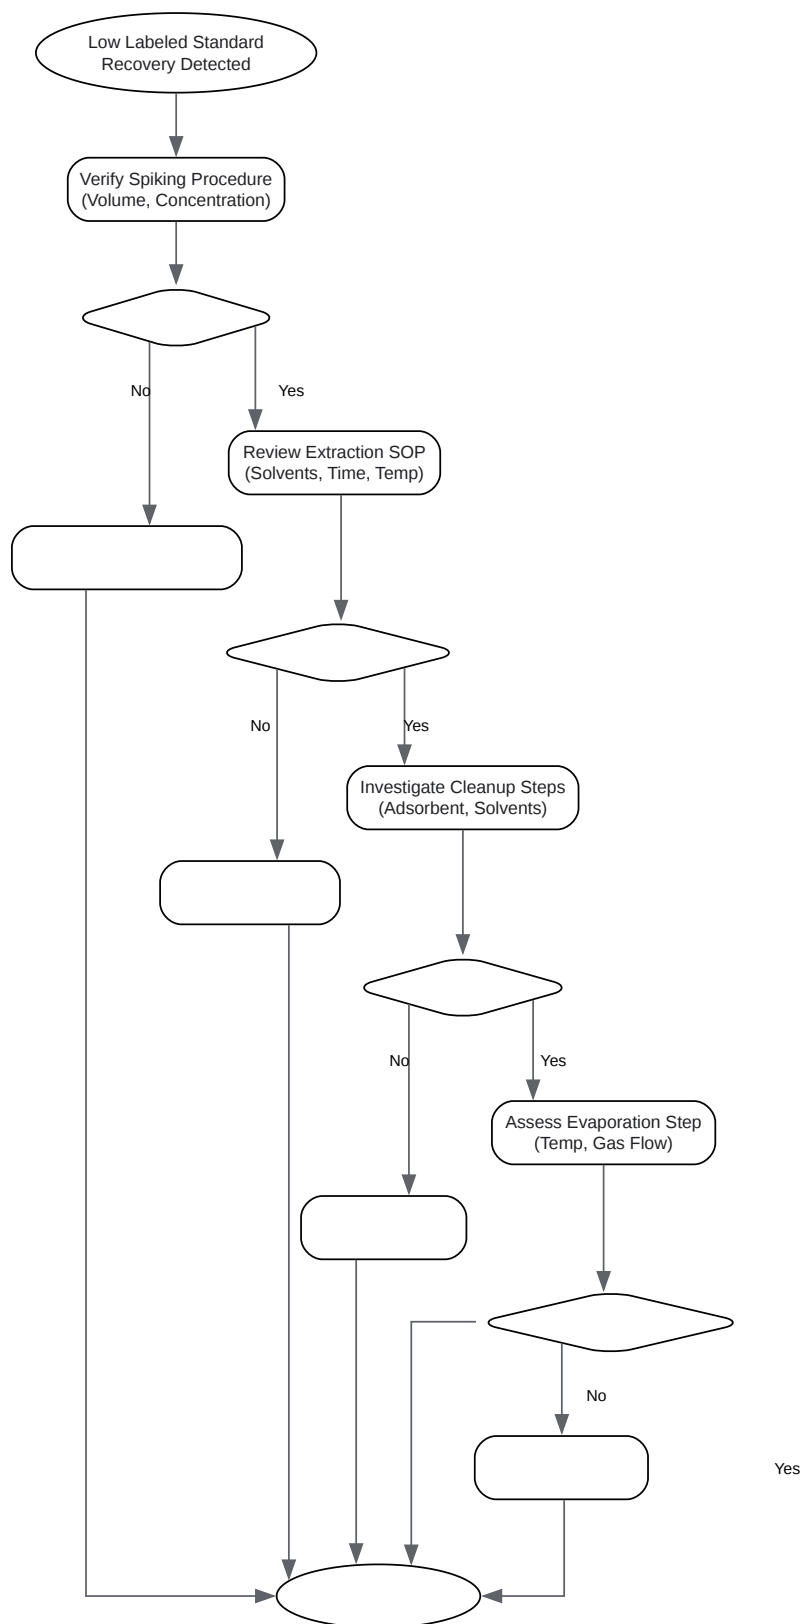 Low Labeled Standard
Recovery Detected
Verify Spiking Procedure
(Volume, Concentration)
No
Yes
Review Extraction SOP
(Solvents, Time, Temp)
No
Yes
Investigate Cleanup Steps
(Adsorbent, Solvents)
No
Yes
Assess Evaporation Step
(Temp, Gas Flow)
No
Yes